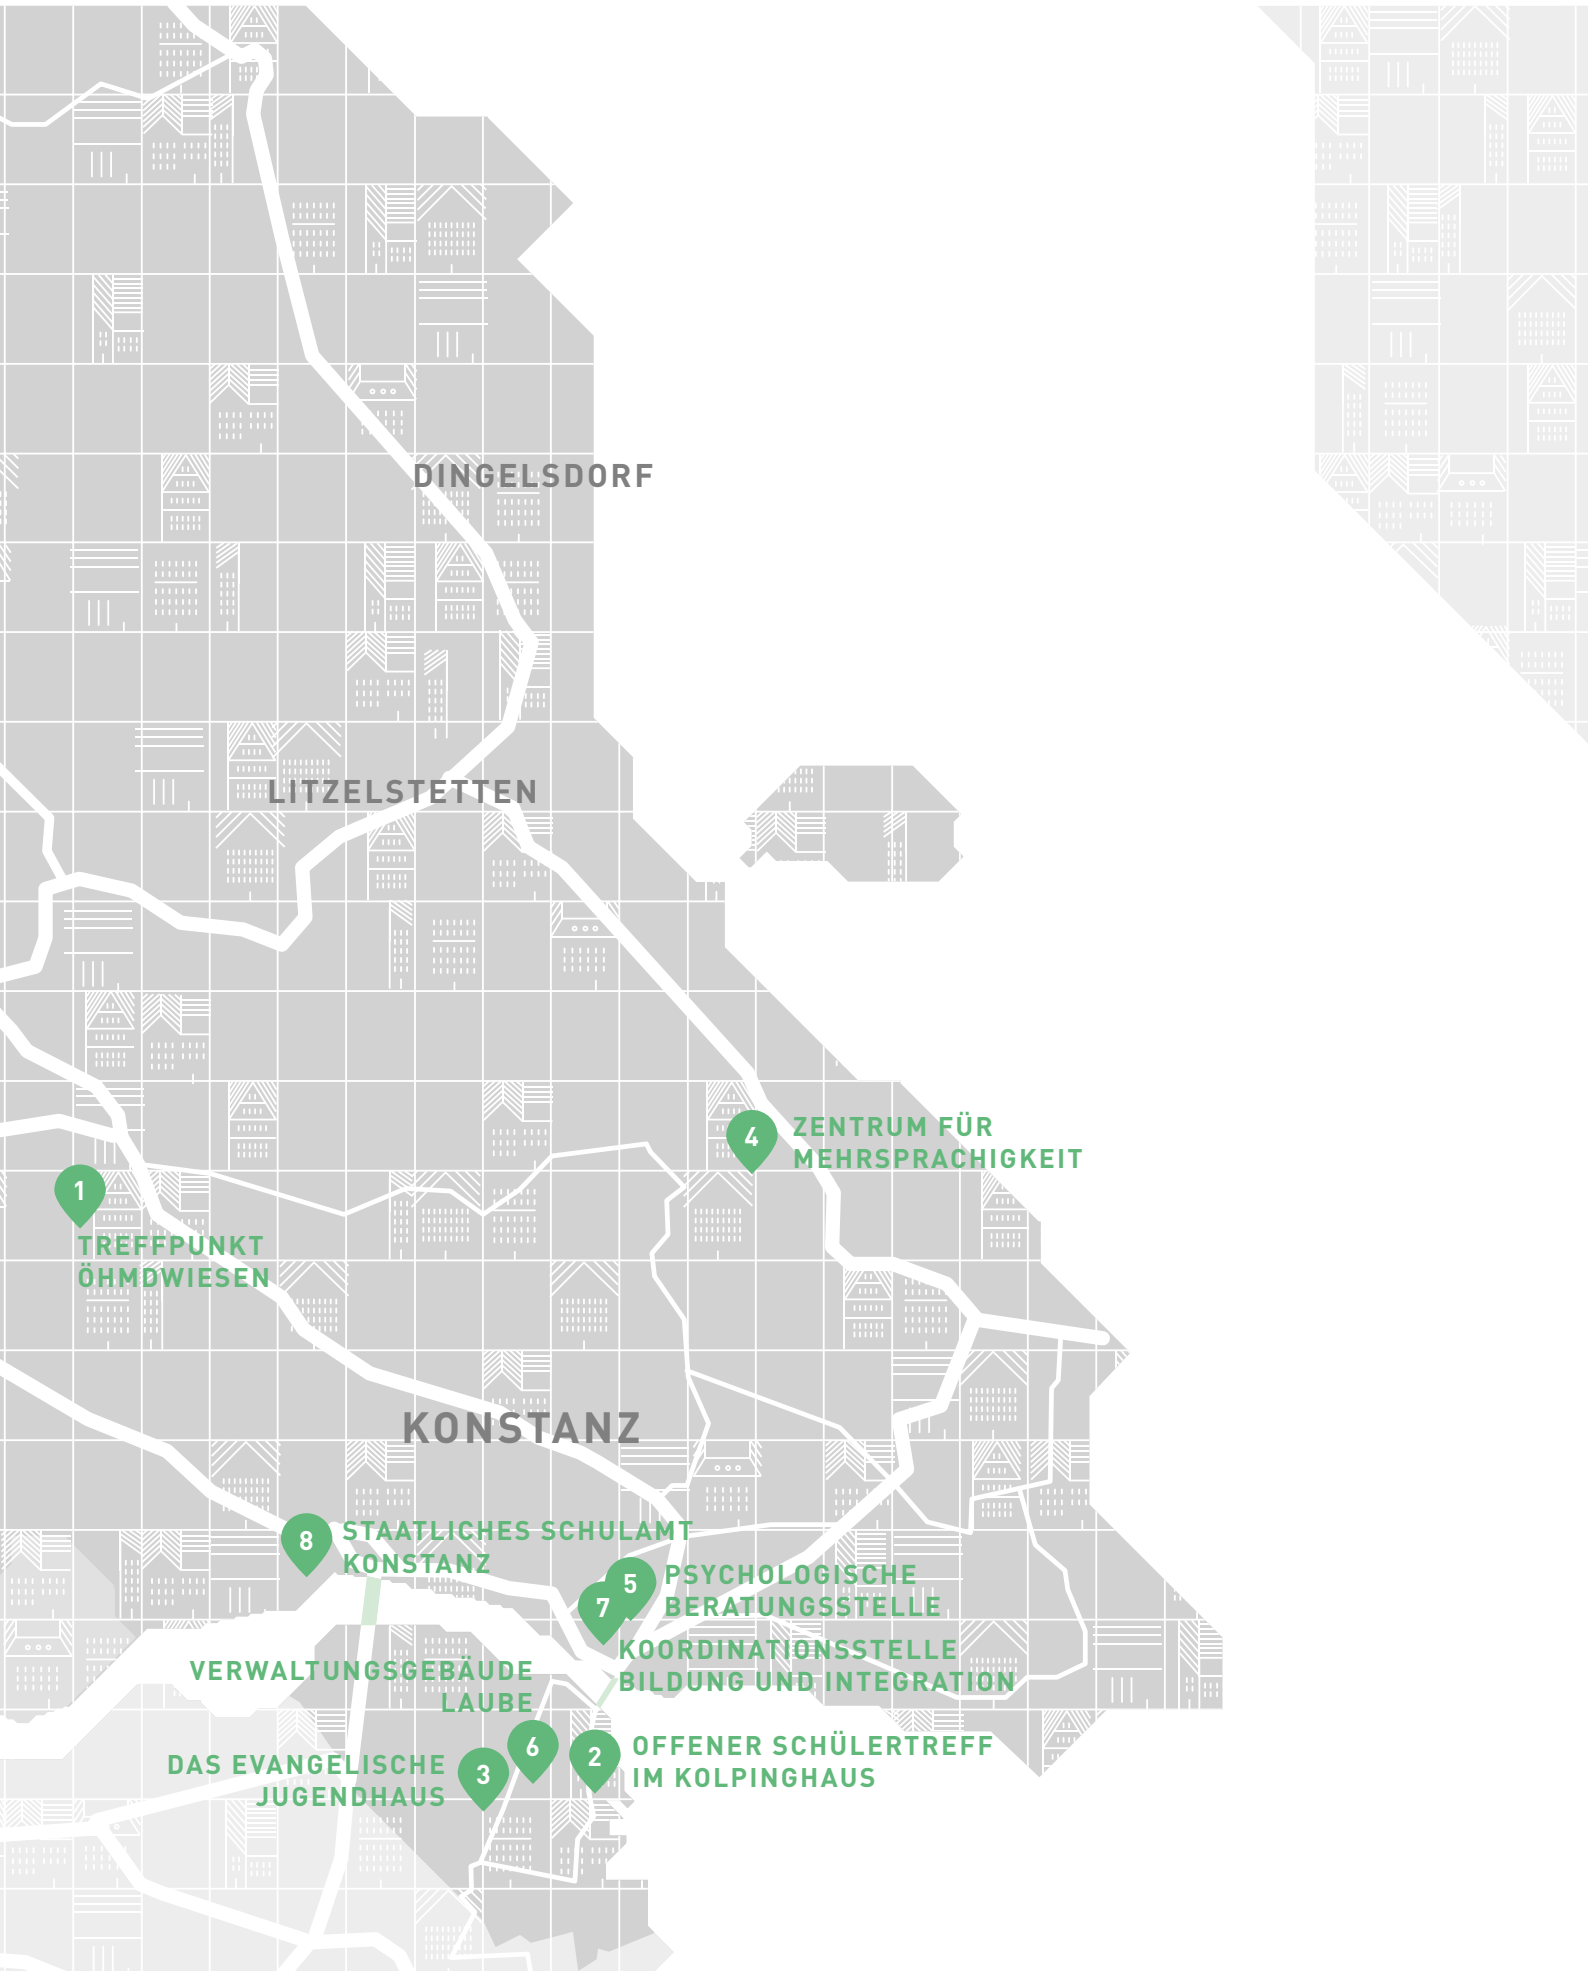 DINGELSDORF
LITZELSTETTEN
4
ZENTRUM FÜR
MEHRSPRACHIGKEIT
1
TREFFPUNKT
ÖHMDWIESEN
KONSTANZ
8
STAATLICHES SCHULAMT
KONSTANZ
5
PSYCHOLOGISCHE
BERATUNGSSTELLE
7
KOORDINATIONSSTELLE
BILDUNG UND INTEGRATION
VERWALTUNGSGEBÄUDE
LAUBE
6
2
OFFENER SCHÜLERTREFF
IM KOLPINGHAUS
DAS EVANGELISCHE
JUGENDHAUS
3